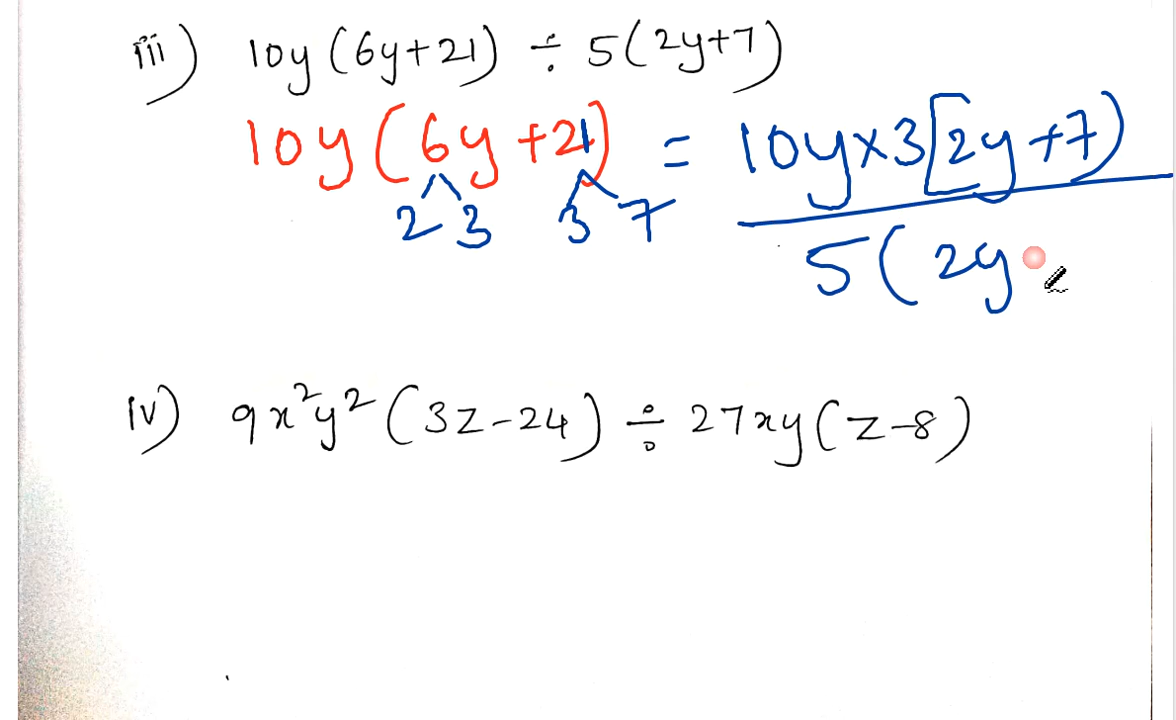 iii) 10y (6y+21) ÷ 5(2y+7)
10y (6y+21) = 10y×3[2y+7)
2 3 3 7
5(2y
iv) 9x²y² (3z-24) ÷ 27xy(z-8)